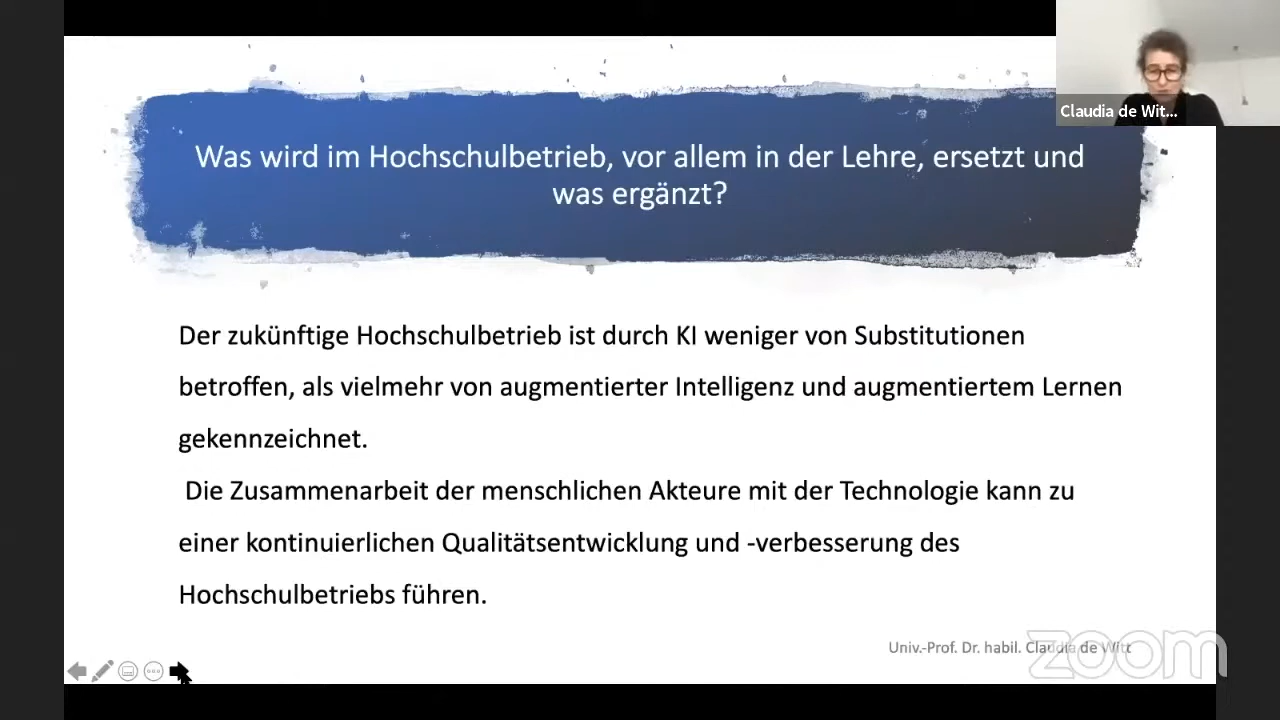 Claudia de Wit...
Was wird im Hochschulbetrieb, vor allem in der Lehre, ersetzt und
was ergänzt?
Der zukünftige Hochschulbetrieb ist durch KI weniger von Substitutionen
betroffen, als vielmehr von augmentierter Intelligenz und augmentiertem Lernen
gekennzeichnet.
Die Zusammenarbeit der menschlichen Akteure mit der Technologie kann zu
einer kontinuierlichen Qualitätsentwicklung und -verbesserung des
Hochschulbetriebs führen.
Univ.-Prof. Dr. habil. Claudia de Witt
zoom